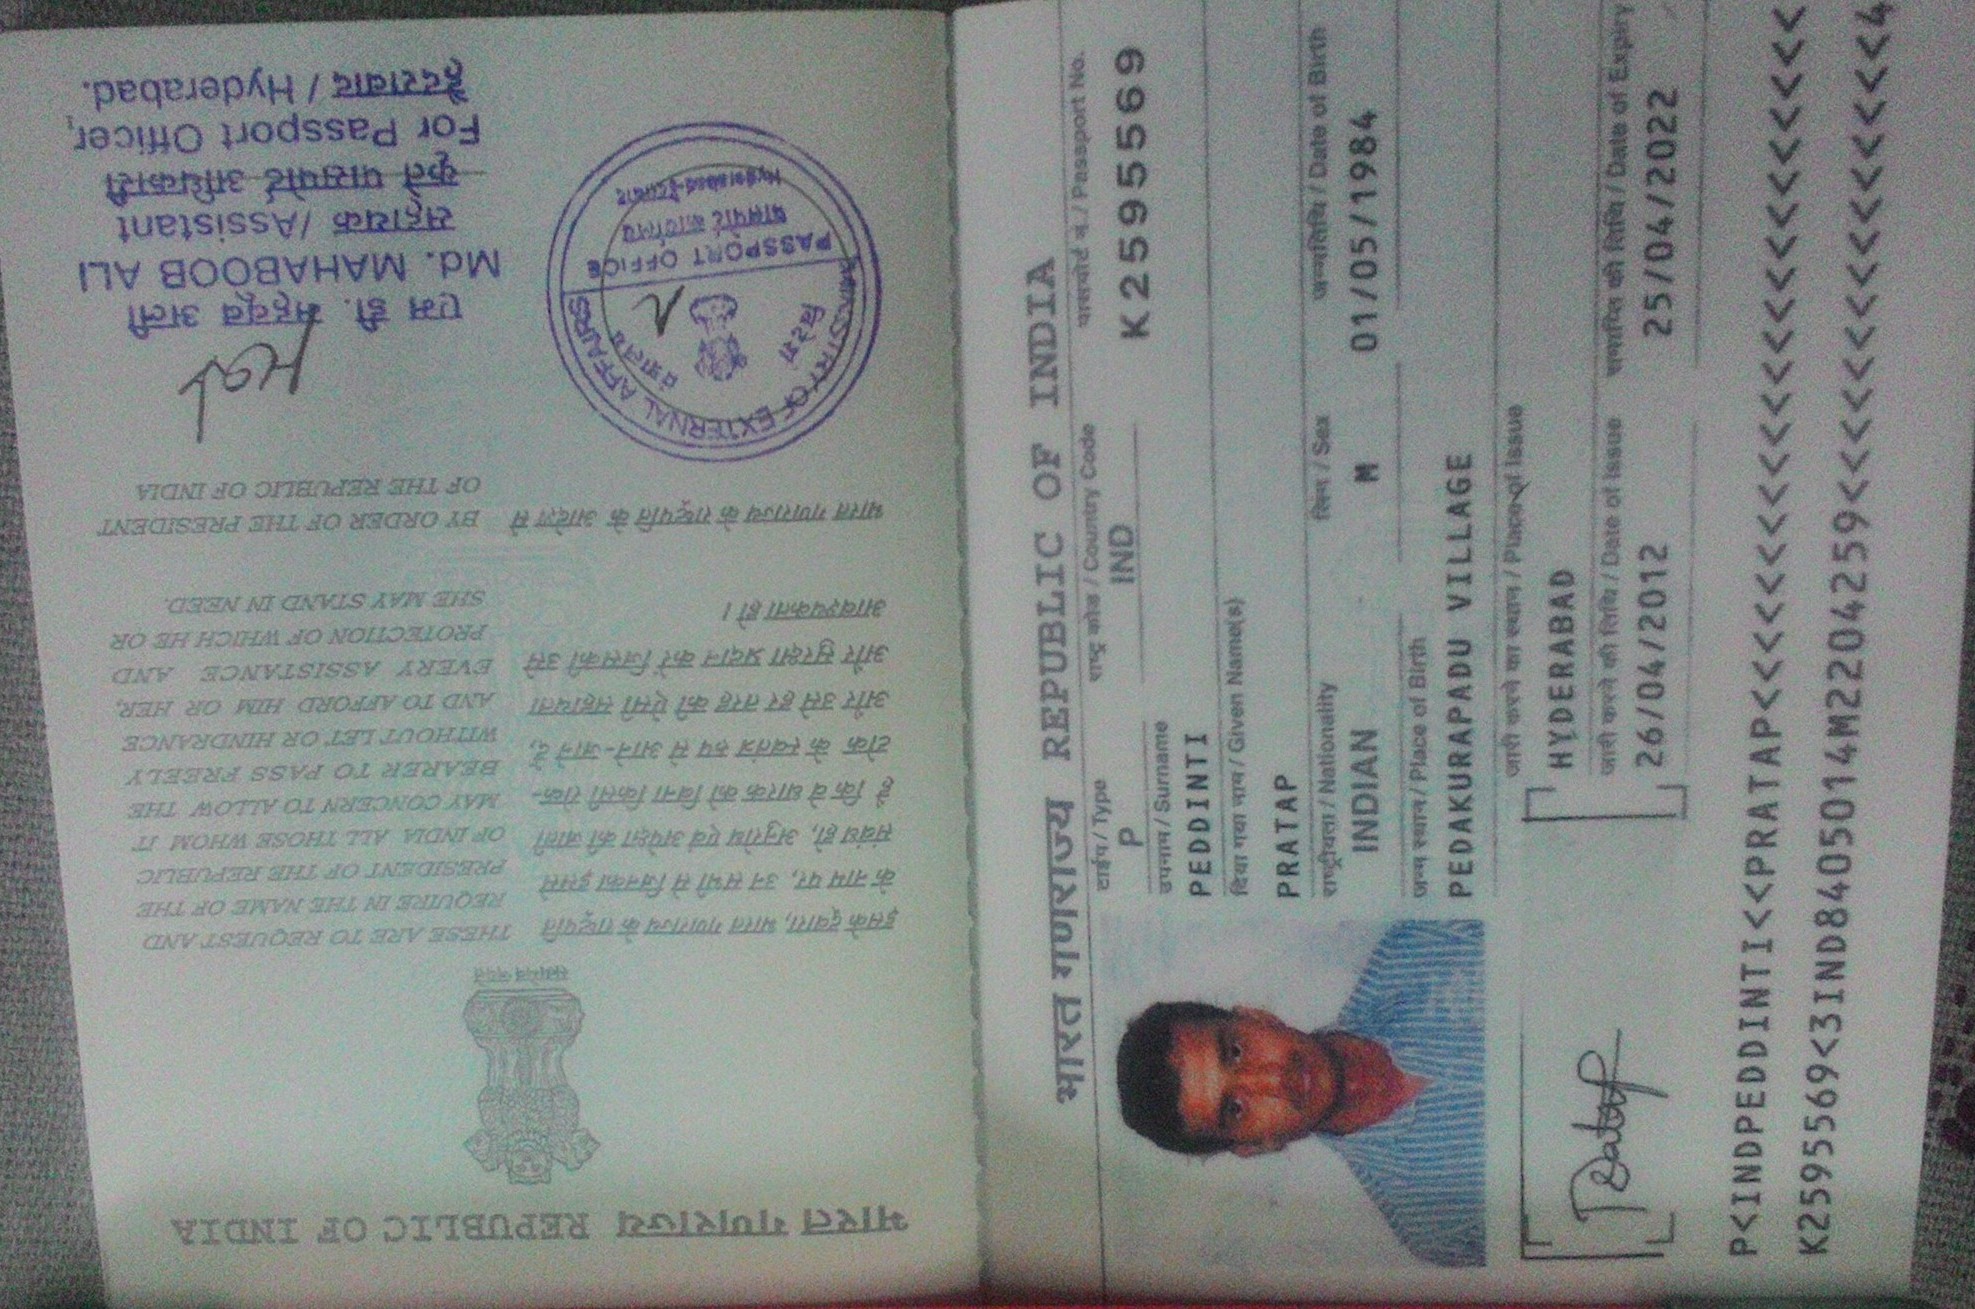 भारत गणराज्य REPUBLIC OF INDIA
सत्यमेव जयते
इसके द्वारा, भारत गणराज्य के राष्ट्रपति
के नाम पर, उन सभी से जिनका इससे
संबंध हो, अनुरोध एवं अपेक्षा की जाती
है कि वे धारक को बिना किसी रोक-
टोक के स्वतंत्र रुप से आने-जाने दें,
और उसे हर तरह की ऐसी सहायता
और सुरक्षा प्रदान करें जिसकी उसे
आवश्यकता हो।
THESE ARE TO REQUEST AND
REQUIRE IN THE NAME OF THE
PRESIDENT OF THE REPUBLIC
OF INDIA ALL THOSE WHOM IT
MAY CONCERN TO ALLOW THE
BEARER TO PASS FREELY
WITHOUT LET OR HINDRANCE
AND TO AFFORD HIM OR HER,
EVERY ASSISTANCE AND
PROTECTION OF WHICH HE OR
SHE MAY STAND IN NEED.
भारत गणराज्य के राष्ट्रपति के आदेश से
BY ORDER OF THE PRESIDENT
OF THE REPUBLIC OF INDIA
MINISTRY OF EXTERNAL AFFAIRS
विदेश मंत्रालय
PASSPORT OFFICE
पासपोर्ट कार्यालय
एम डी. महबूब अली
Md. MAHABOOB ALI
सहायक /Assistant
कृते पासपोर्ट अधिकारी
For Passport Officer,
हैदराबाद / Hyderabad.
भारत गणराज्य REPUBLIC OF INDIA
टाईप / Type राष्ट्र कोड / Country Code पासपोर्ट नं. / Passport No.
P IND K2595569
उपनाम / Surname
PEDDINTI
दिया गया नाम / Given Name(s)
PRATAP
राष्ट्रीयता / Nationality लिंग / Sex जन्मतिथि / Date of Birth
INDIAN M 01/05/1984
जन्म स्थान / Place of Birth
PEDAKURAPADU VILLAGE
जारी करने का स्थान / Place of Issue
HYDERABAD
जारी करने की तिथि / Date of Issue समाप्ति की तिथि / Date of Expiry
26/04/2012 25/04/2022
Pratap
P<INDPEDDINTI<<PRATAP<<<<<<<<<<<<<<<<<<<<<<<
K2595569<3IND8405014M2204259<<<<<<<<<<<<<<<4